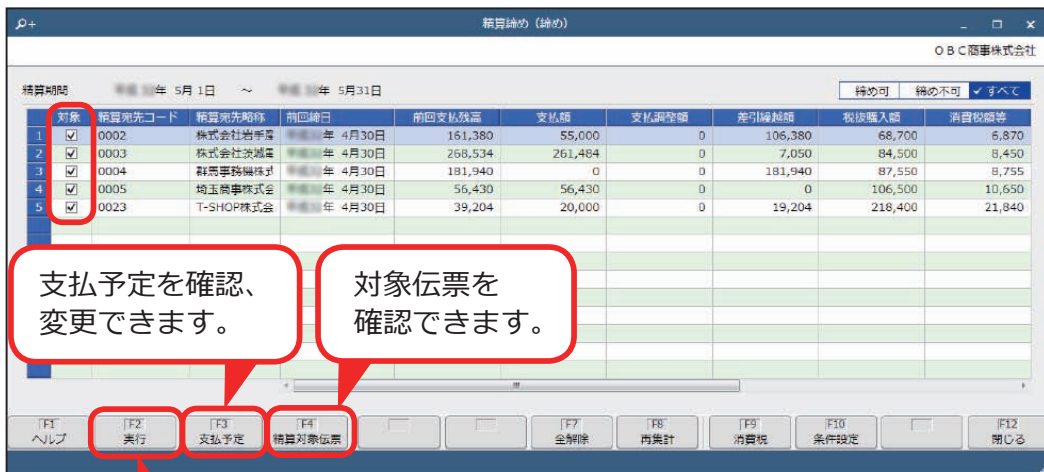 精算締め（締め）
ＯＢＣ商事株式会社
精算期間 年 5月 1日 ～ 年 5月31日 締め可 締め不可 ✓すべて
対象 精算先コード 精算先略称 前回締日 前回支払残高 支払額 支払調整額 差引繰越額 税抜購入額 消費税額等
1 0002 株式会社岩手産 年 4月30日 161,380 55,000 0 106,380 68,700 6,870
2 0003 株式会社茨城 年 4月30日 268,534 261,484 0 7,050 84,500 8,450
3 0004 群馬事務機株式 年 4月30日 181,940 0 0 181,940 87,550 8,755
4 0005 埼玉商事株式会 年 4月30日 56,430 56,430 0 0 106,500 10,650
5 0023 T-SHOP株式会 年 4月30日 39,204 20,000 0 19,204 218,400 21,840
支払予定を確認、
変更できます。
対象伝票を
確認できます。
F1 F2 F3 F4 F7 F8 F9 F10 F12
ヘルプ 実行 支払予定 精算対象伝票 全解除 再集計 消費税 条件設定 閉じる